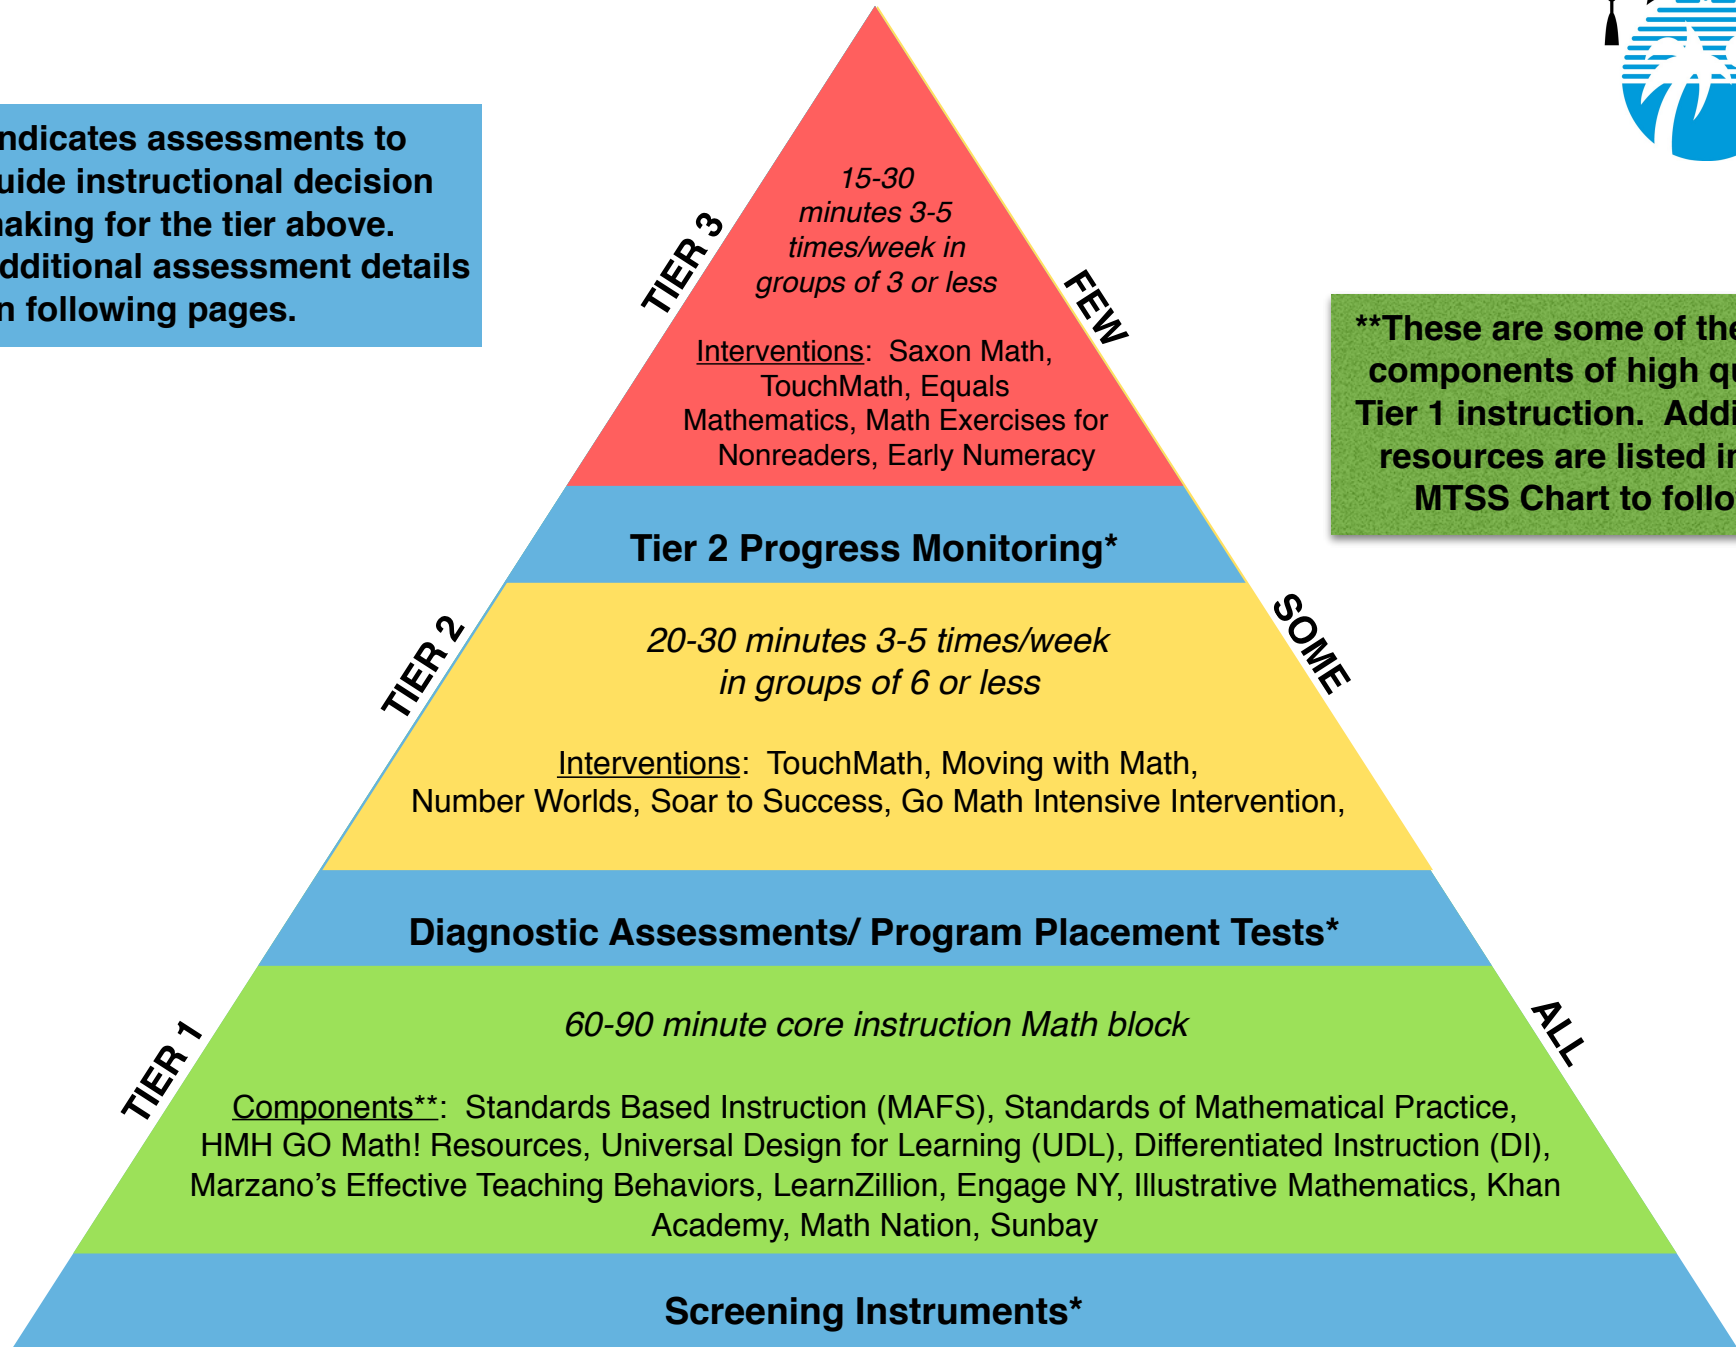 ndicates assessments to
uide instructional decision
aking for the tier above.
dditional assessment details
n following pages.
TIER 3
15-30
minutes 3-5
times/week in
groups of 3 or less
FEW
Interventions: Saxon Math,
TouchMath, Equals
Mathematics, Math Exercises for
Nonreaders, Early Numeracy
**These are some of the
components of high qu
Tier 1 instruction. Addi
resources are listed in
MTSS Chart to follo
Tier 2 Progress Monitoring*
TIER 2
20-30 minutes 3-5 times/week
in groups of 6 or less
SOME
Interventions: TouchMath, Moving with Math,
Number Worlds, Soar to Success, Go Math Intensive Intervention,
Diagnostic Assessments/ Program Placement Tests*
TIER 1
60-90 minute core instruction Math block
ALL
Components**: Standards Based Instruction (MAFS), Standards of Mathematical Practice,
HMH GO Math! Resources, Universal Design for Learning (UDL), Differentiated Instruction (DI),
Marzano's Effective Teaching Behaviors, LearnZillion, Engage NY, Illustrative Mathematics, Khan
Academy, Math Nation, Sunbay
Screening Instruments*